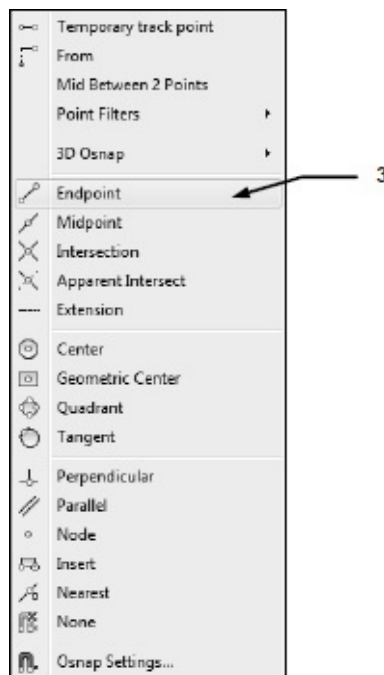 Temporary track point
From
Mid Between 2 Points
Point Filters
3D Osnap
Endpoint
3
Midpoint
Intersection
Apparent Intersect
Extension
Center
Geometric Center
Quadrant
Tangent
Perpendicular
Parallel
Node
Insert
Nearest
None
Osnap Settings...